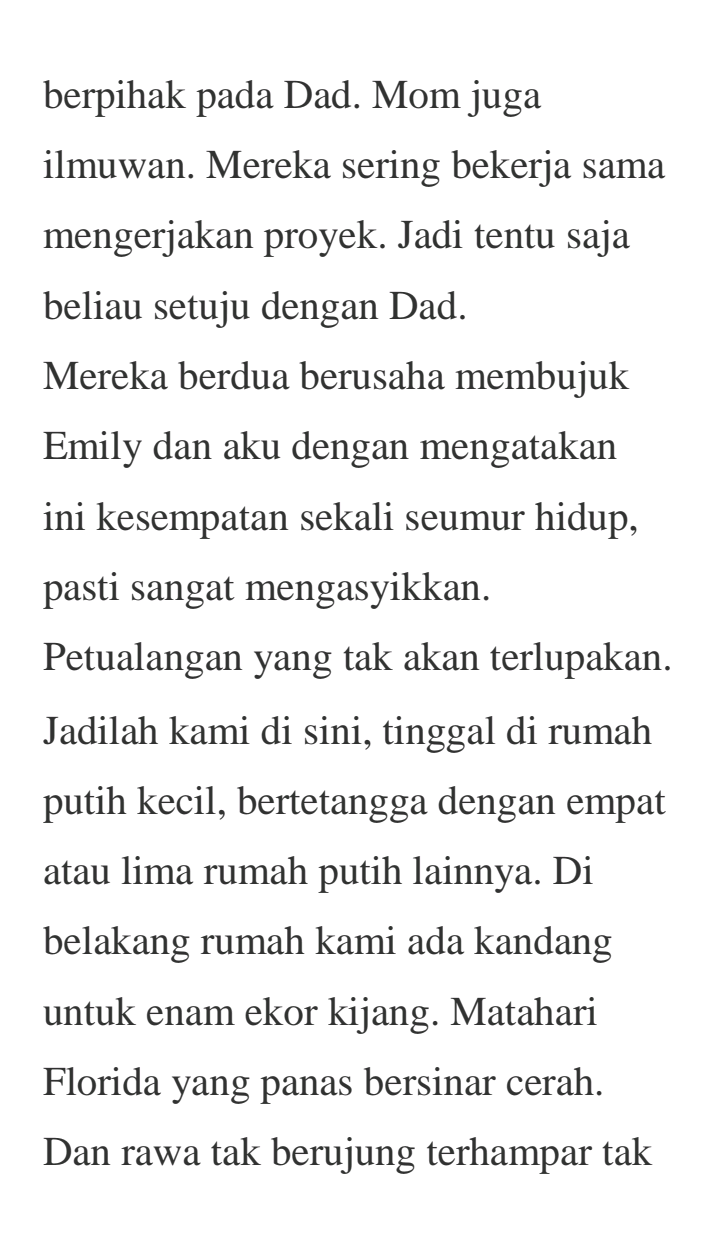 berpihak pada Dad. Mom juga
ilmuwan. Mereka sering bekerja sama
mengerjakan proyek. Jadi tentu saja
beliau setuju dengan Dad.
Mereka berdua berusaha membujuk
Emily dan aku dengan mengatakan
ini kesempatan sekali seumur hidup,
pasti sangat mengasyikkan.
Petualangan yang tak akan terlupakan.
Jadilah kami di sini, tinggal di rumah
putih kecil, bertetangga dengan empat
atau lima rumah putih lainnya. Di
belakang rumah kami ada kandang
untuk enam ekor kijang. Matahari
Florida yang panas bersinar cerah.
Dan rawa tak berujung terhampar tak